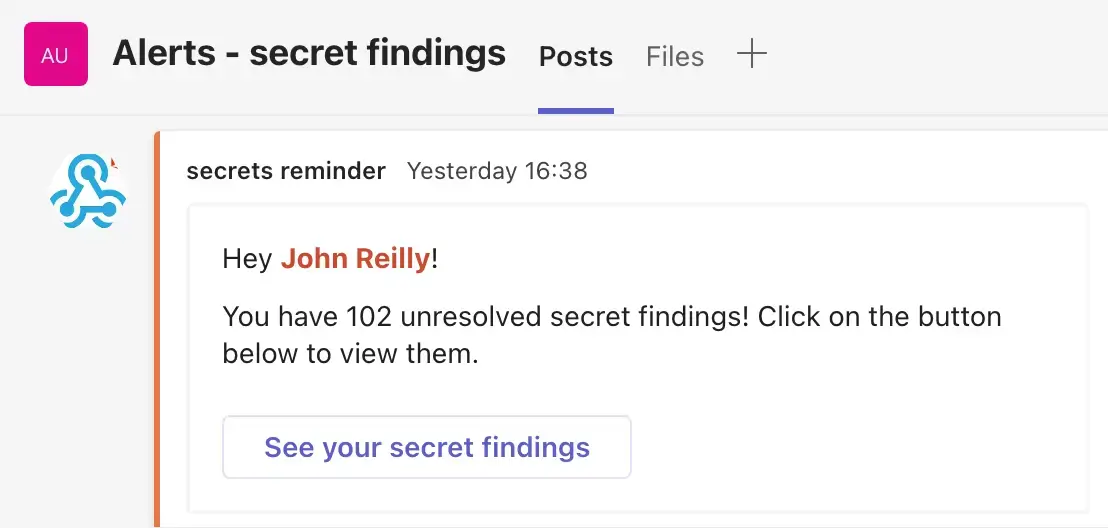 AU Alerts - secret findings Posts Files
secrets reminder Yesterday 16:38
Hey John Reilly!
You have 102 unresolved secret findings! Click on the button
below to view them.
See your secret findings